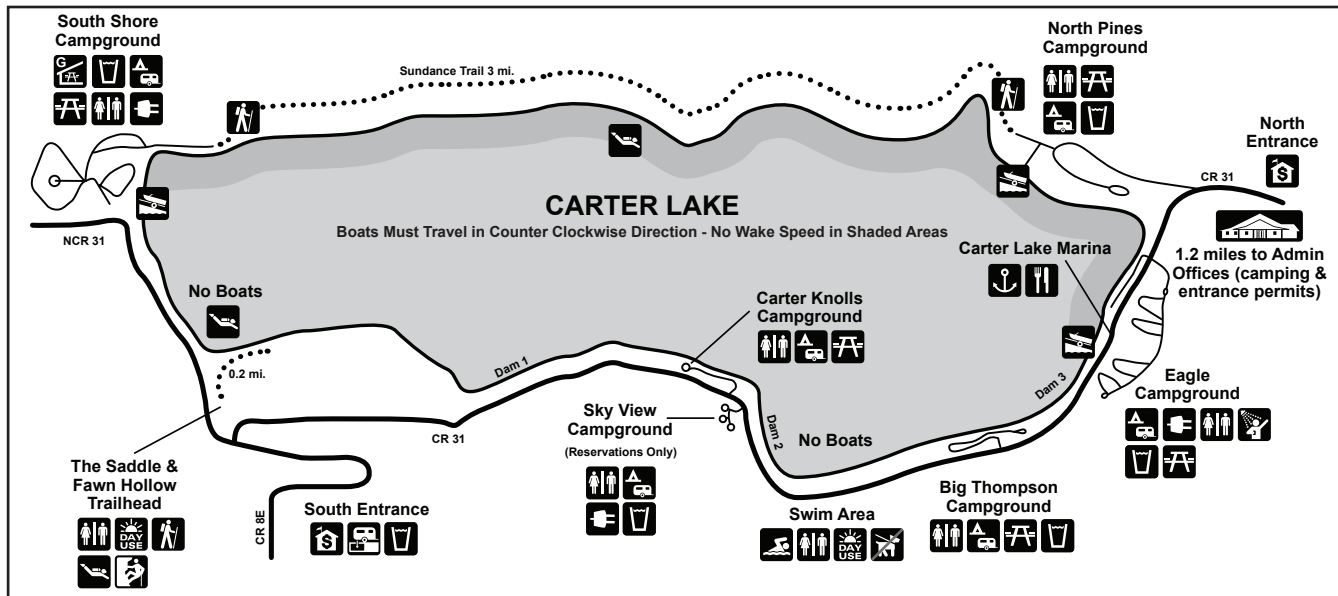 South Shore
Campground
G
Sundance Trail 3 mi.
North Pines
Campground
North
Entrance
$
CR 31
CARTER LAKE
Boats Must Travel in Counter Clockwise Direction - No Wake Speed in Shaded Areas
NCR 31
Carter Lake Marina
1.2 miles to Admin
Offices (camping &
entrance permits)
No Boats
Carter Knolls
Campground
0.2 mi.
Dam 1
Dam 3
Eagle
Campground
CR 31
Sky View
Campground
(Reservations Only)
Dam 2
No Boats
The Saddle &
Fawn Hollow
Trailhead
DAY
USE
CR 8E
South Entrance
$
Swim Area
DAY
USE
Big Thompson
Campground